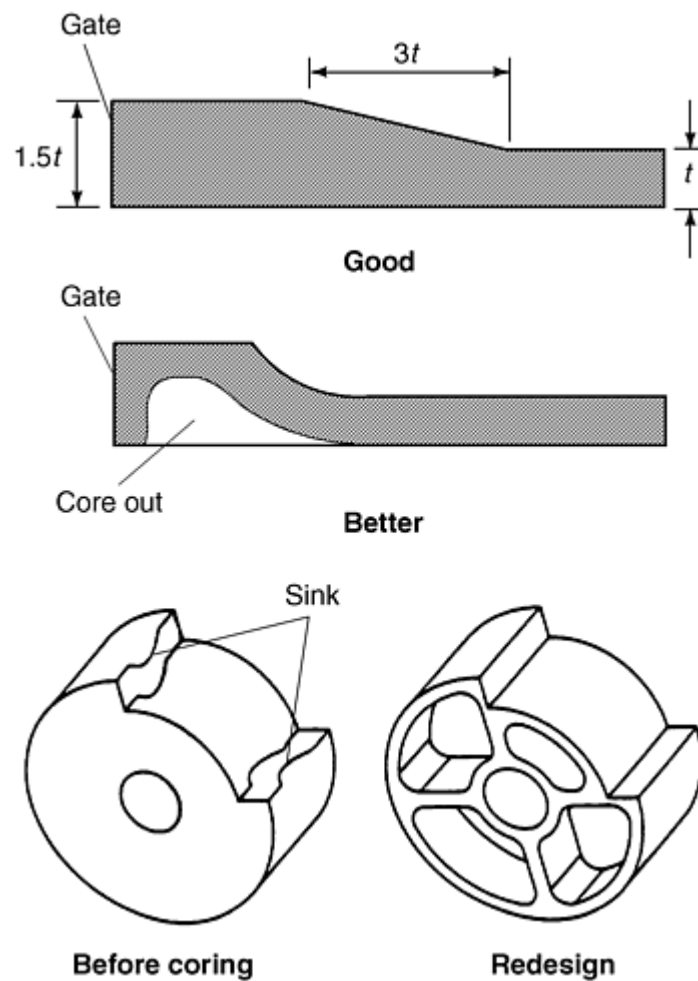 Gate
3t
1.5t
t
Good
Gate
Core out
Better
Sink
Before coring
Redesign